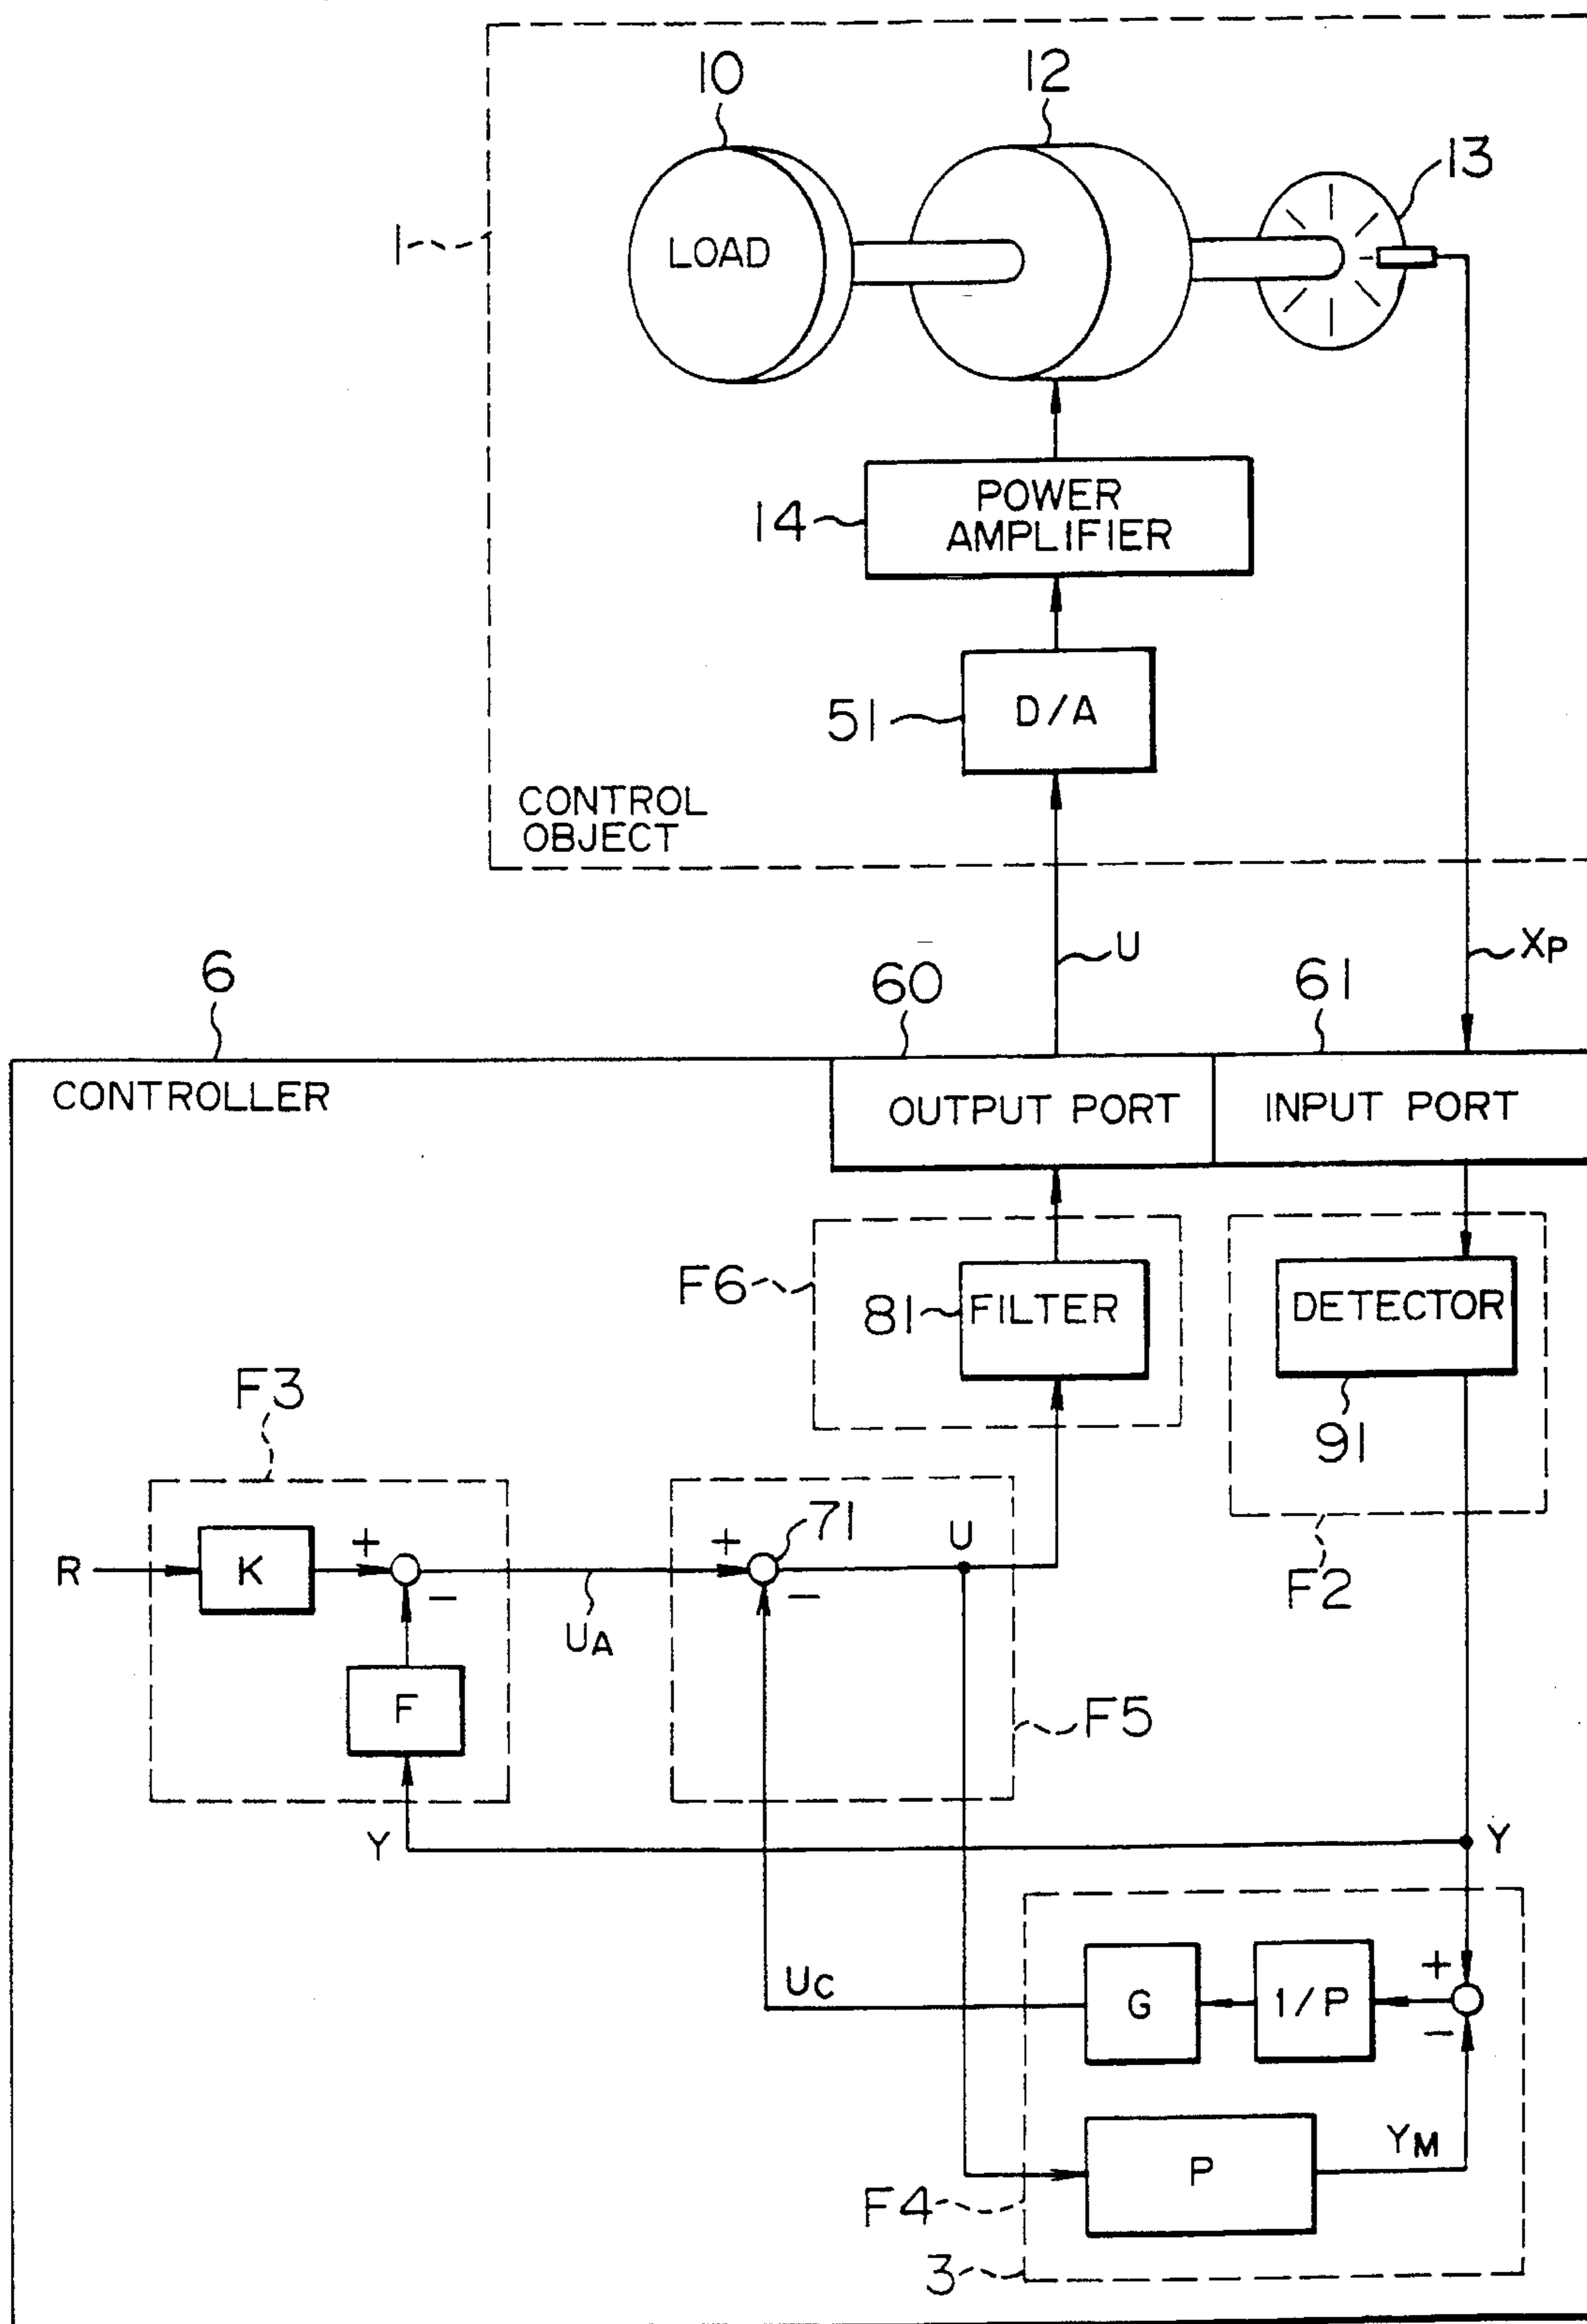 10
12
13
1
LOAD
14
POWER
AMPLIFIER
51
D/A
CONTROL
OBJECT
U
XP
6
60
61
CONTROLLER
OUTPUT PORT
INPUT PORT
F6
81
FILTER
DETECTOR
91
F2
F3
R
K
+
−
UA
F
Y
+
71
−
U
F5
Y
UC
G
1/P
+
−
P
YM
F4
3